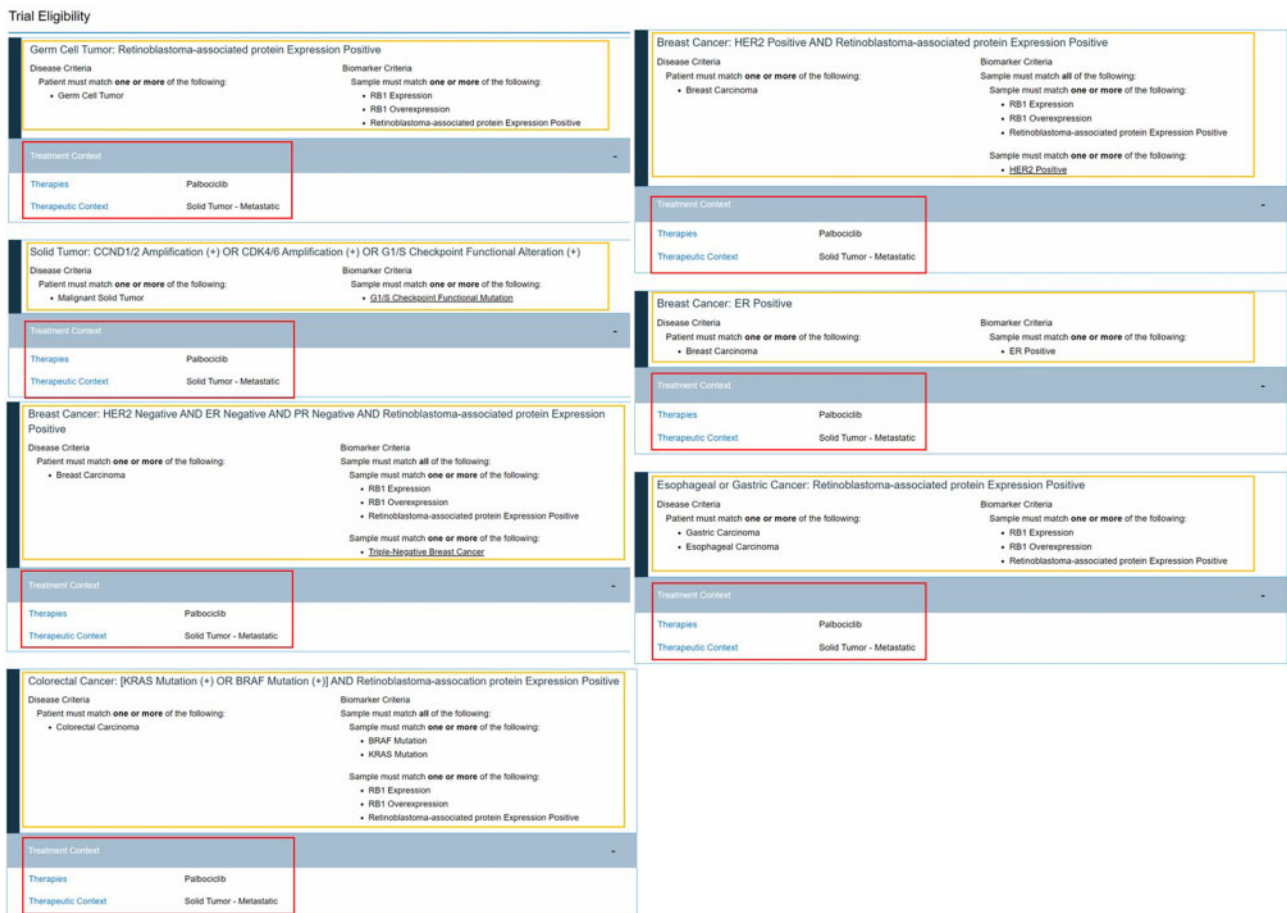 Trial Eligibility
Germ Cell Tumor: Retinoblastoma-associated protein Expression Positive
Disease Criteria
Biomarker Criteria
Patient must match one or more of the following:
Sample must match one or more of the following:
• Germ Cell Tumor
• RB1 Expression
• RB1 Overexpression
• Retinoblastoma-associated protein Expression Positive
Treatment Context
-
Therapies
Palbociclib
Therapeutic Context
Solid Tumor - Metastatic
Solid Tumor: CCND1/2 Amplification (+) OR CDK4/6 Amplification (+) OR G1/S Checkpoint Functional Alteration (+)
Disease Criteria
Biomarker Criteria
Patient must match one or more of the following:
Sample must match one or more of the following:
• Malignant Solid Tumor
• G1/S Checkpoint Functional Mutation
Treatment Context
-
Therapies
Palbociclib
Therapeutic Context
Solid Tumor - Metastatic
Breast Cancer: HER2 Negative AND ER Negative AND PR Negative AND Retinoblastoma-associated protein Expression
Positive
Disease Criteria
Biomarker Criteria
Patient must match one or more of the following:
Sample must match all of the following:
• Breast Carcinoma
Sample must match one or more of the following:
• RB1 Expression
• RB1 Overexpression
• Retinoblastoma-associated protein Expression Positive
Sample must match one or more of the following:
• Triple-Negative Breast Cancer
Treatment Context
-
Therapies
Palbociclib
Therapeutic Context
Solid Tumor - Metastatic
Colorectal Cancer: [KRAS Mutation (+) OR BRAF Mutation (+)] AND Retinoblastoma-assocation protein Expression Positive
Disease Criteria
Biomarker Criteria
Patient must match one or more of the following:
Sample must match all of the following:
• Colorectal Carcinoma
Sample must match one or more of the following:
• BRAF Mutation
• KRAS Mutation
Sample must match one or more of the following:
• RB1 Expression
• RB1 Overexpression
• Retinoblastoma-associated protein Expression Positive
Treatment Context
-
Therapies
Palbociclib
Therapeutic Context
Solid Tumor - Metastatic
Breast Cancer: HER2 Positive AND Retinoblastoma-associated protein Expression Positive
Disease Criteria
Biomarker Criteria
Patient must match one or more of the following:
Sample must match all of the following:
• Breast Carcinoma
Sample must match one or more of the following:
• RB1 Expression
• RB1 Overexpression
• Retinoblastoma-associated protein Expression Positive
Sample must match one or more of the following:
• HER2 Positive
Treatment Context
-
Therapies
Palbociclib
Therapeutic Context
Solid Tumor - Metastatic
Breast Cancer: ER Positive
Disease Criteria
Biomarker Criteria
Patient must match one or more of the following:
Sample must match one or more of the following:
• Breast Carcinoma
• ER Positive
Treatment Context
-
Therapies
Palbociclib
Therapeutic Context
Solid Tumor - Metastatic
Esophageal or Gastric Cancer: Retinoblastoma-associated protein Expression Positive
Disease Criteria
Biomarker Criteria
Patient must match one or more of the following:
Sample must match one or more of the following:
• Gastric Carcinoma
• RB1 Expression
• Esophageal Carcinoma
• RB1 Overexpression
• Retinoblastoma-associated protein Expression Positive
Treatment Context
-
Therapies
Palbociclib
Therapeutic Context
Solid Tumor - Metastatic